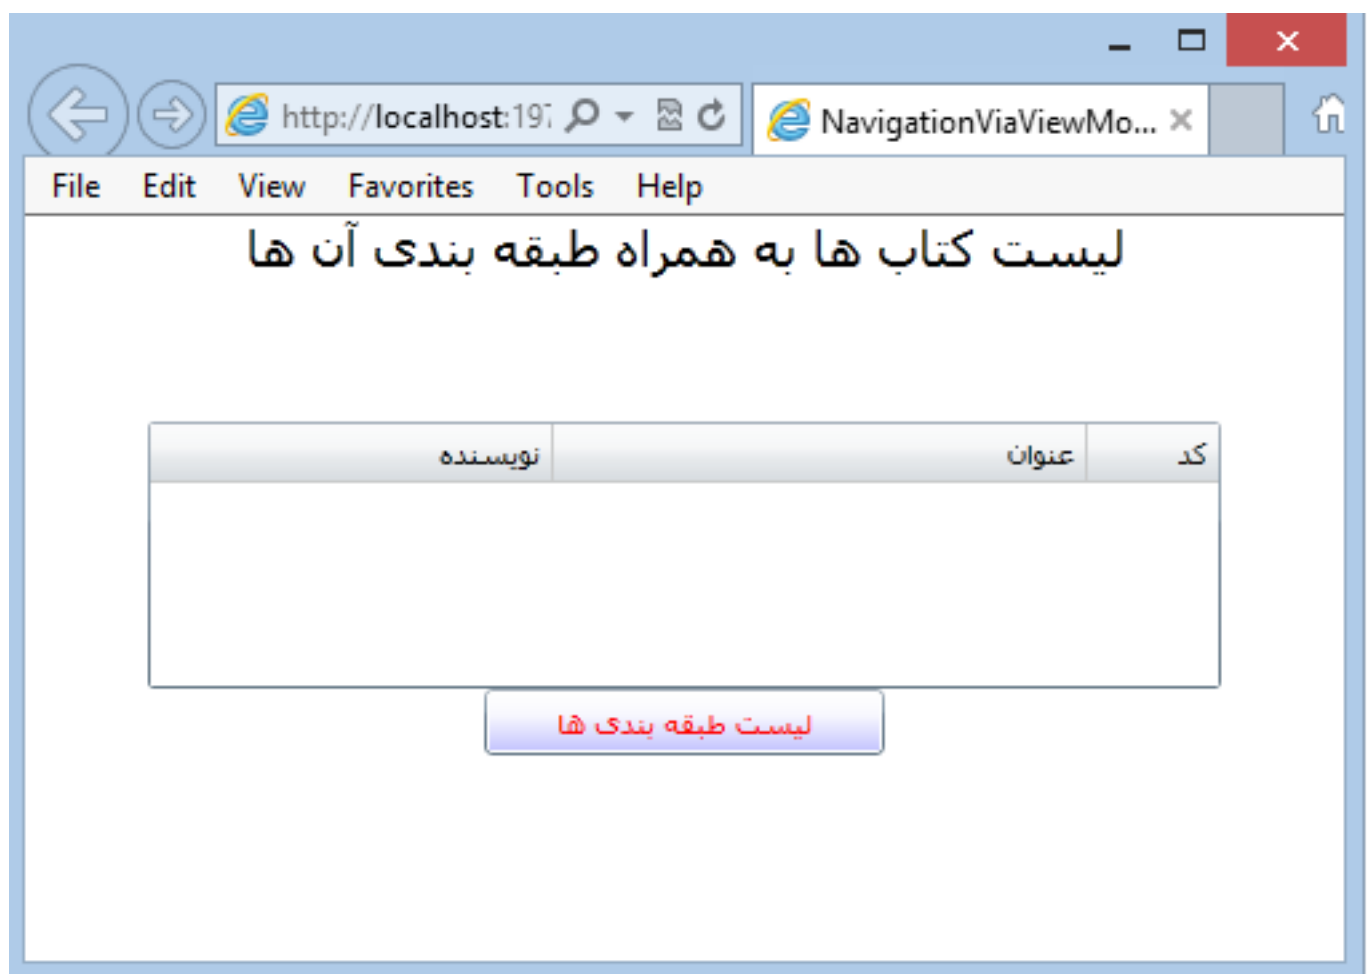 http://localhost:197
NavigationViaViewMo...
File Edit View Favorites Tools Help
لیست کتاب ها به همراه طبقه بندی آن ها
کد عنوان نویسنده
لیست طبقه بندی ها